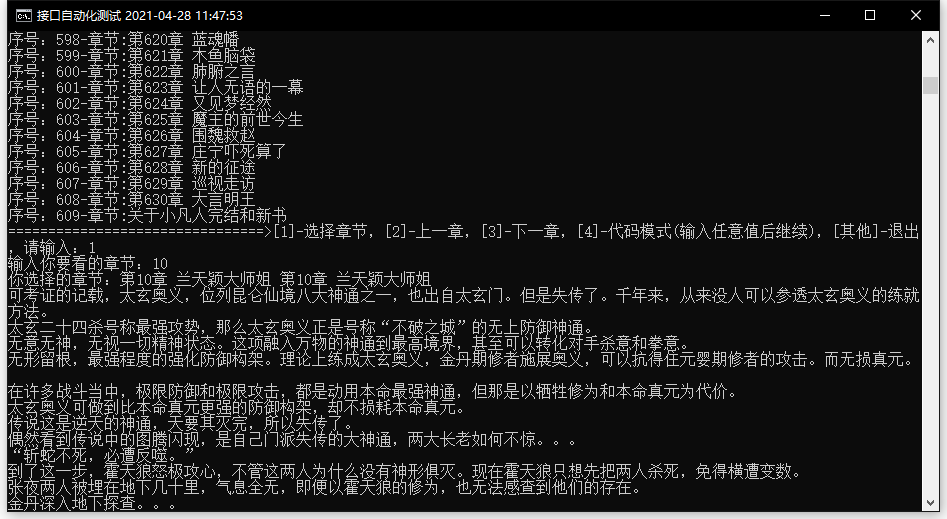 接口自动化测试 2021-04-28 11:47:53
序号: 598-章节:第620章 蓝魂幡
序号: 599-章节:第621章 木鱼脑袋
序号: 600-章节:第622章 肺腑之言
序号: 601-章节:第623章 让人无语的一幕
序号: 602-章节:第624章 又见梦经然
序号: 603-章节:第625章 魔王的前世今生
序号: 604-章节:第626章 围魏救赵
序号: 605-章节:第627章 庄宁吓死算了
序号: 606-章节:第628章 新的征途
序号: 607-章节:第629章 巡视走访
序号: 608-章节:第630章 大言明王
序号: 609-章节:关于小凡人完结和新书
================================>[1]-选择章节, [2]-上一章, [3]-下一章, [4]-代码模式(输入任意值后继续), [其他]-退出
, 请输入: 1
输入你要看的章节: 10
你选择的章节: 第10章 兰天颖大师姐 第10章 兰天颖大师姐
可考证的记载，太玄奥义，位列昆仑仙境八大神通之一，也出自太玄门。但是失传了。千年来，从来没人可以参透太玄奥义的练就
方法。
太玄二十四杀号称最强攻势，那么太玄奥义正是号称“不破之城”的无上防御神通。
无意无神，无视一切精神状态。这项融入万物的神通到最高境界，甚至可以转化对手杀意和拳意。
无形留根，最强程度的强化防御构架。理论上练成太玄奥义，金丹期修者施展奥义，可以抗得住元婴期修者的攻击。而无损真元。
在许多战斗当中，极限防御和极限攻击，都是动用本命最强神通，但那是以牺牲修为和本命真元为代价。
太玄奥义可做到比本命真元更强的防御构架，却不损耗本命真元。
传说这是逆天的神通，天要其灭完，所以失传了。
偶然看到传说中的图腾闪现，是自己门派失传的大神通，两大长老如何不惊。。。
“斩蛇不死，必遭反噬。”
到了这一步，霍天狼怒极攻心，不管这两人为什么没有神形俱灭。现在霍天狼只想先把两人杀死，免得横遭变数。
张夜两人被埋在地下几十里，气息全无，即便以霍天狼的修为，也无法感查到他们的存在。
金丹深入地下探查。。。